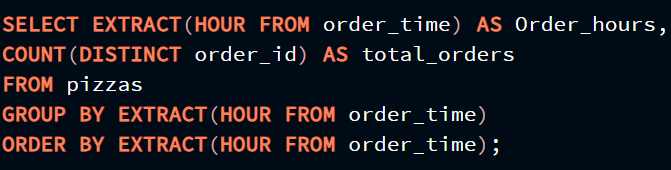 SELECT EXTRACT(HOUR FROM order_time) AS Order_hours,
COUNT(DISTINCT order_id) AS total_orders
FROM pizzas
GROUP BY EXTRACT(HOUR FROM order_time)
ORDER BY EXTRACT(HOUR FROM order_time);